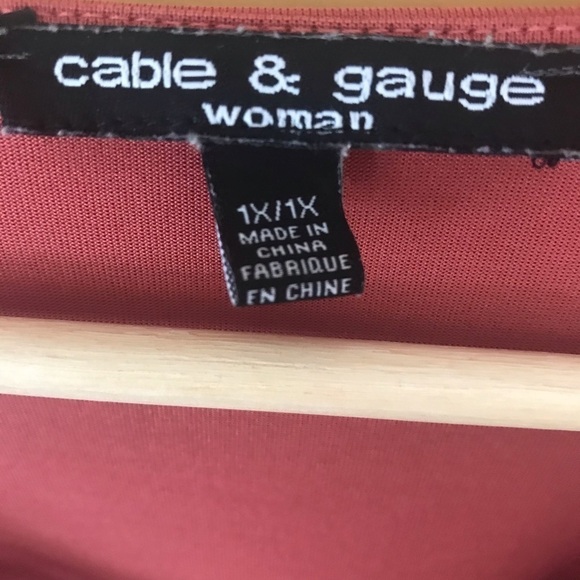 cable & gauge
woman
1X/1X
MADE IN
CHINA
FABRIQUE
EN CHINE